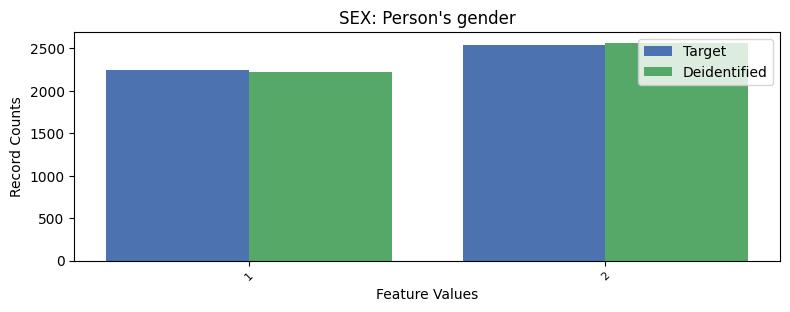 SEX: Person's gender
Target
Deidentified
Record Counts
2500
2000
1500
1000
500
0
1
2
Feature Values